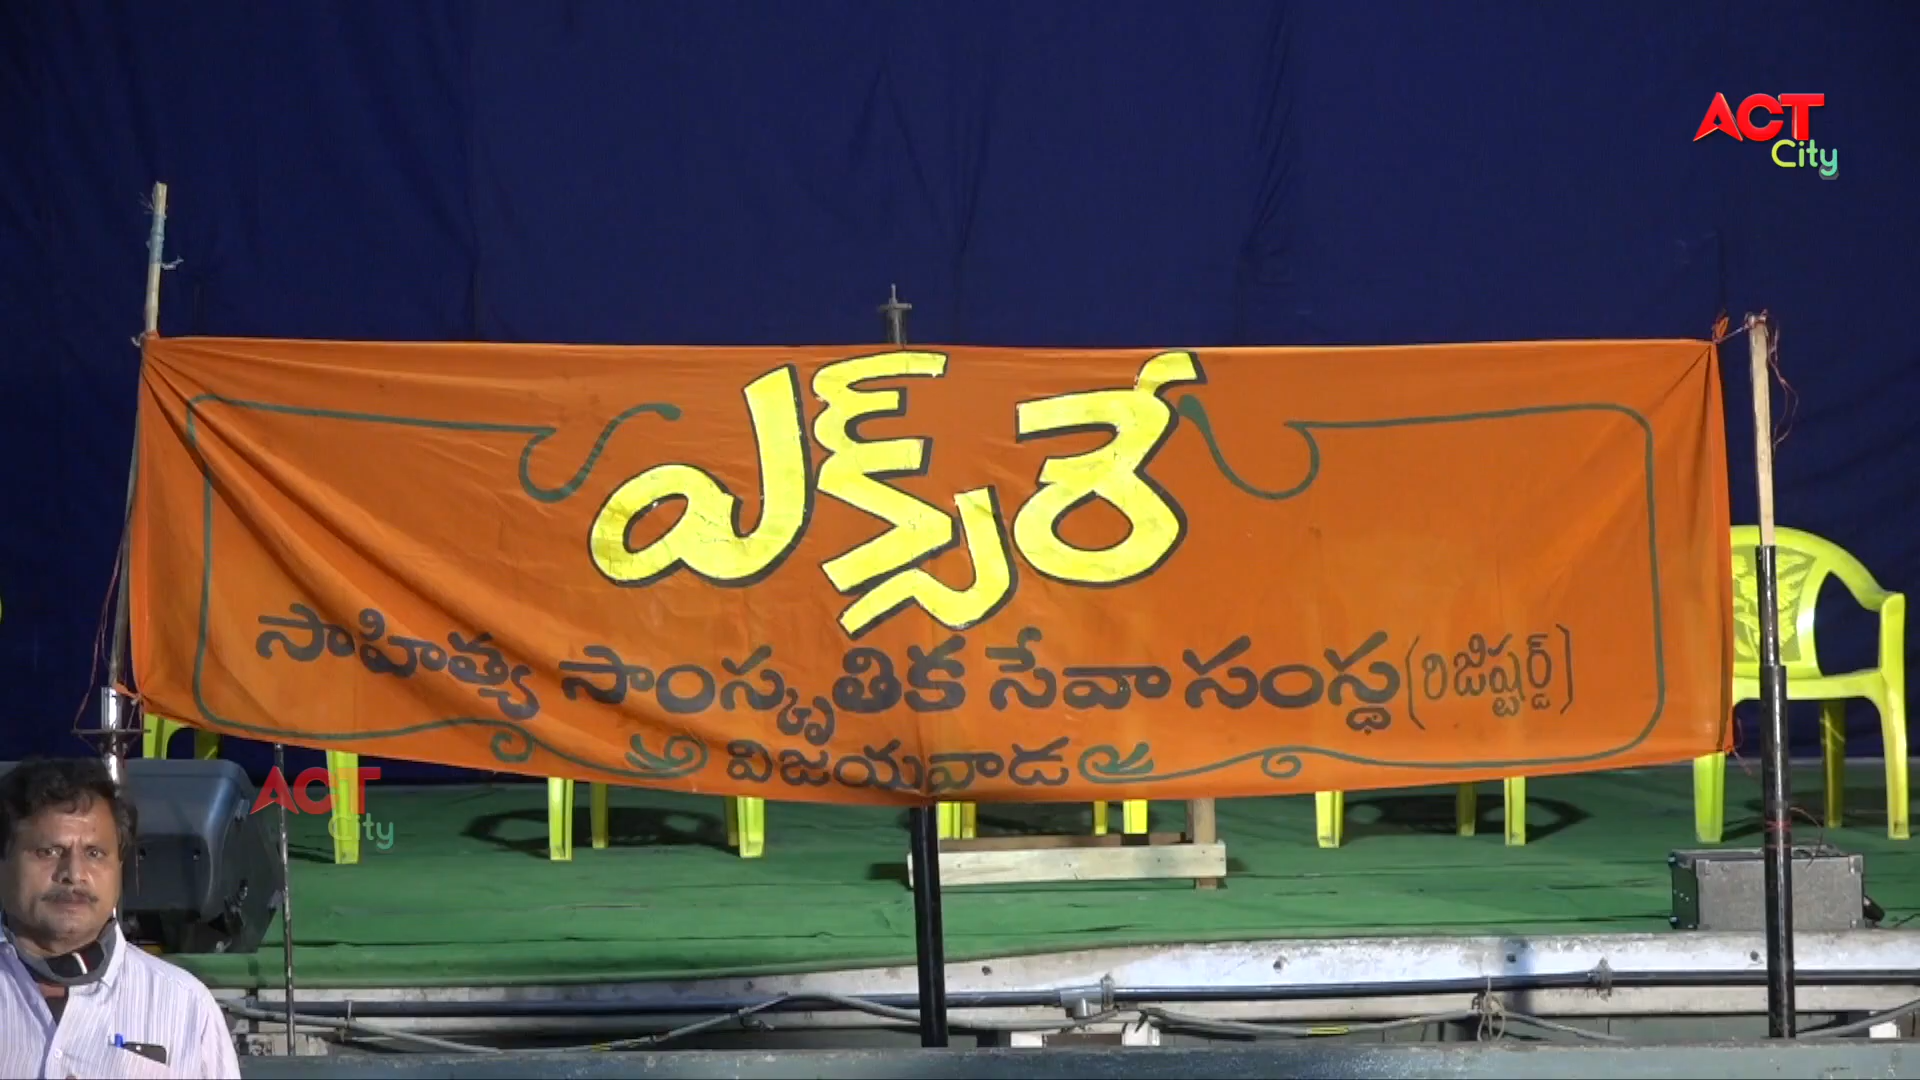 ACT
City
ఎక్స్‌రే
సాహిత్య సాంస్కృతిక సేవా సంస్థ (రిజిష్టర్డ్)
విజయవాడ
ACT
City